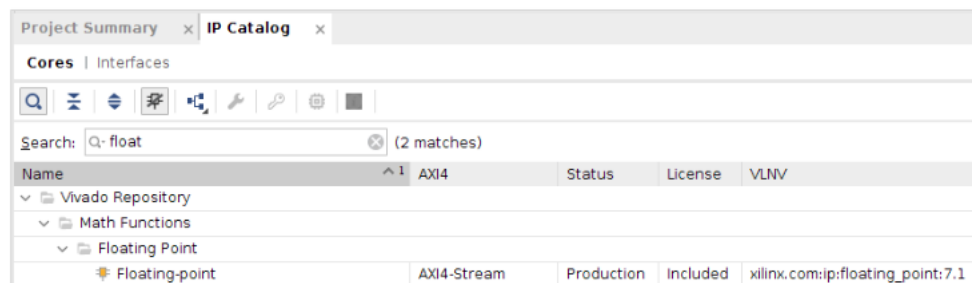 Project Summary × IP Catalog ×
Cores | Interfaces
Search: float (2 matches)
Name 1 AXI4 Status License VLNV
Vivado Repository
Math Functions
Floating Point
Floating-point AXI4-Stream Production Included xilinx.com:ip:floating_point:7.1